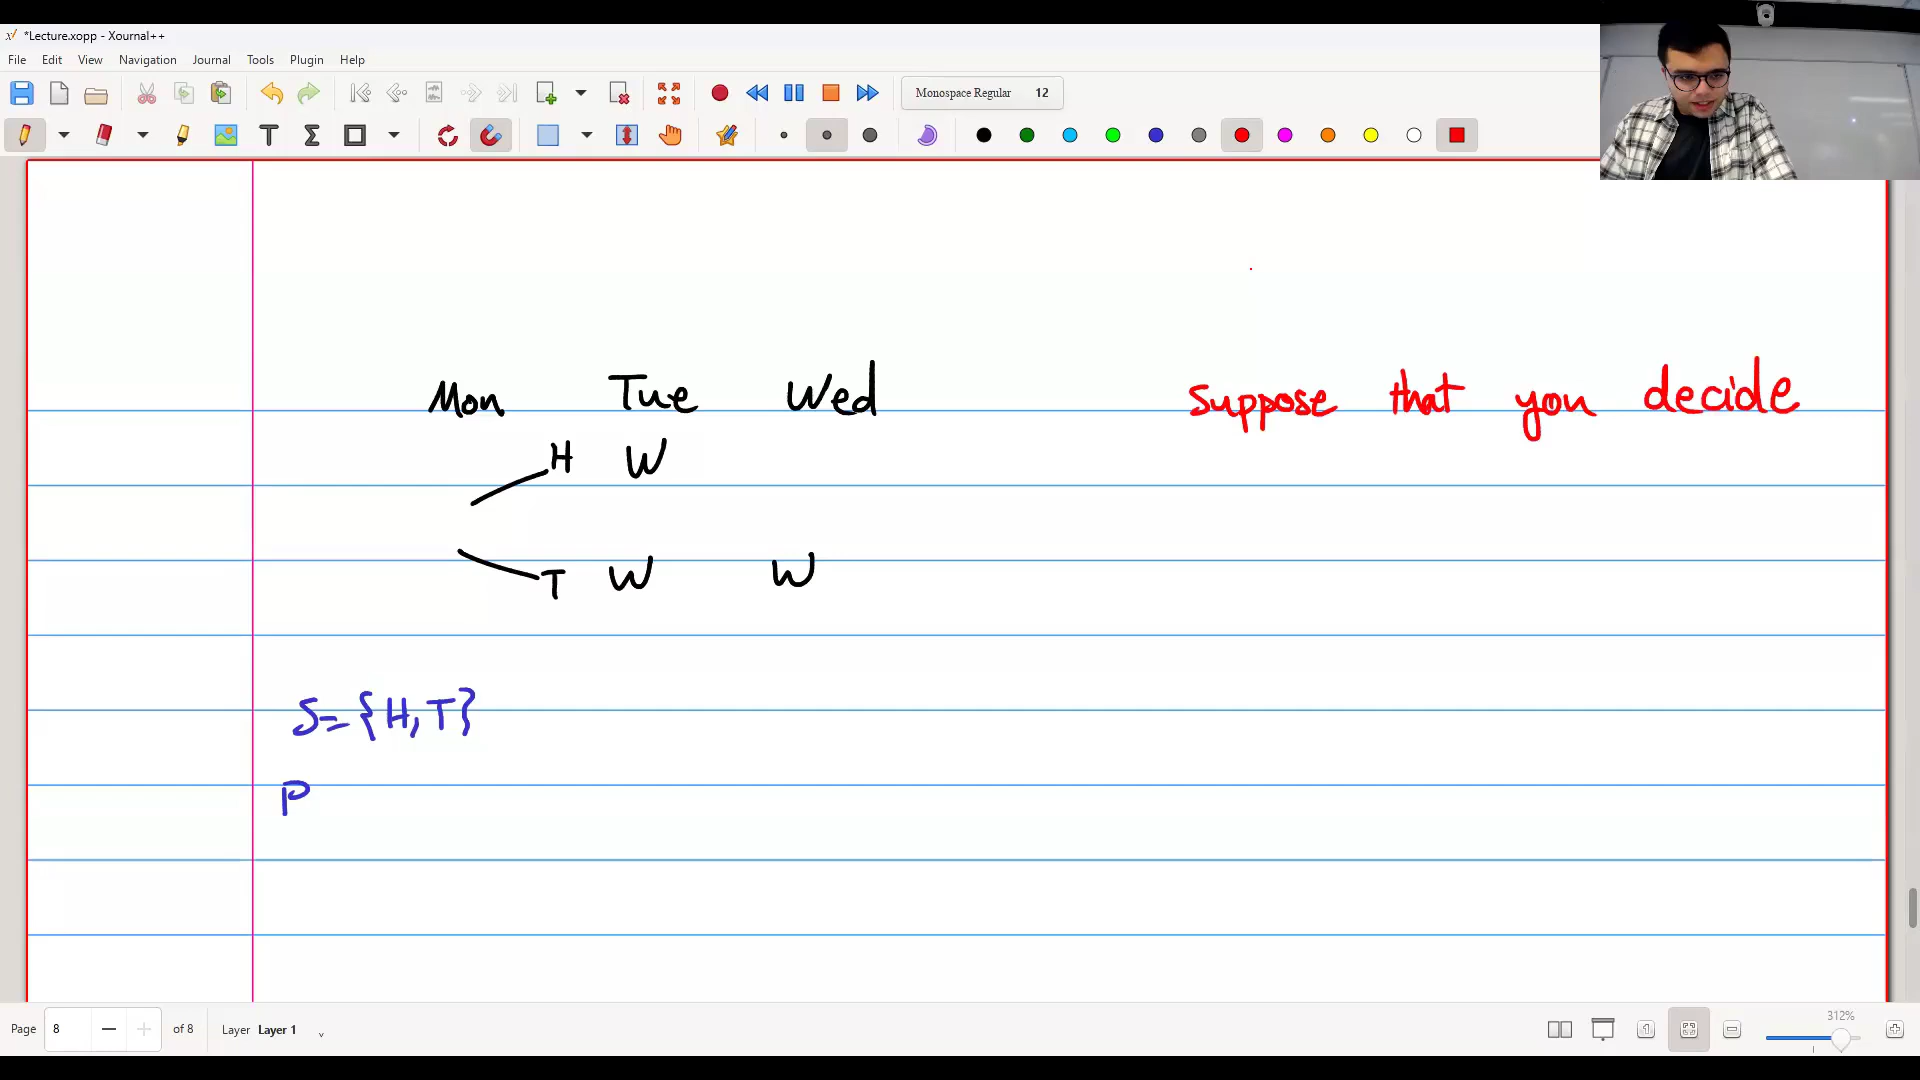 *Lecture.xopp - Xournal++
File Edit View Navigation Journal Tools Plugin Help
Monospace Regular 12
Mon Tue Wed
H W
T W W
S={H,T}
P
suppose that you decide
Page 8 of 8 Layer Layer 1
312%